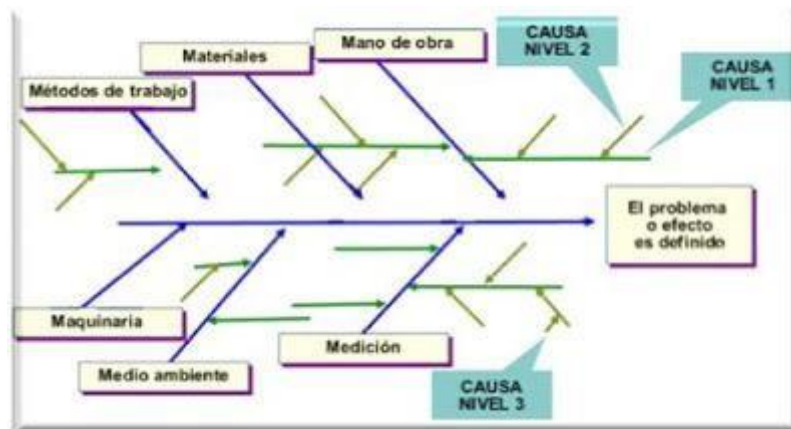 CAUSA
NIVEL 2
Mano de obra
Materiales
CAUSA
NIVEL 1
Métodos de trabajo
El problema
o efecto
es definido
Maquinaria
Medición
Medio ambiente
CAUSA
NIVEL 3